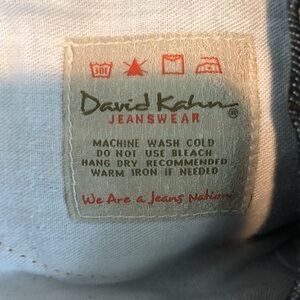 30°
David Kahn®
JEANSWEAR
MACHINE WASH COLD
DO NOT USE BLEACH
HANG DRY RECOMMENDED
WARM IRON IF NEEDED
We Are a Jeans Nation